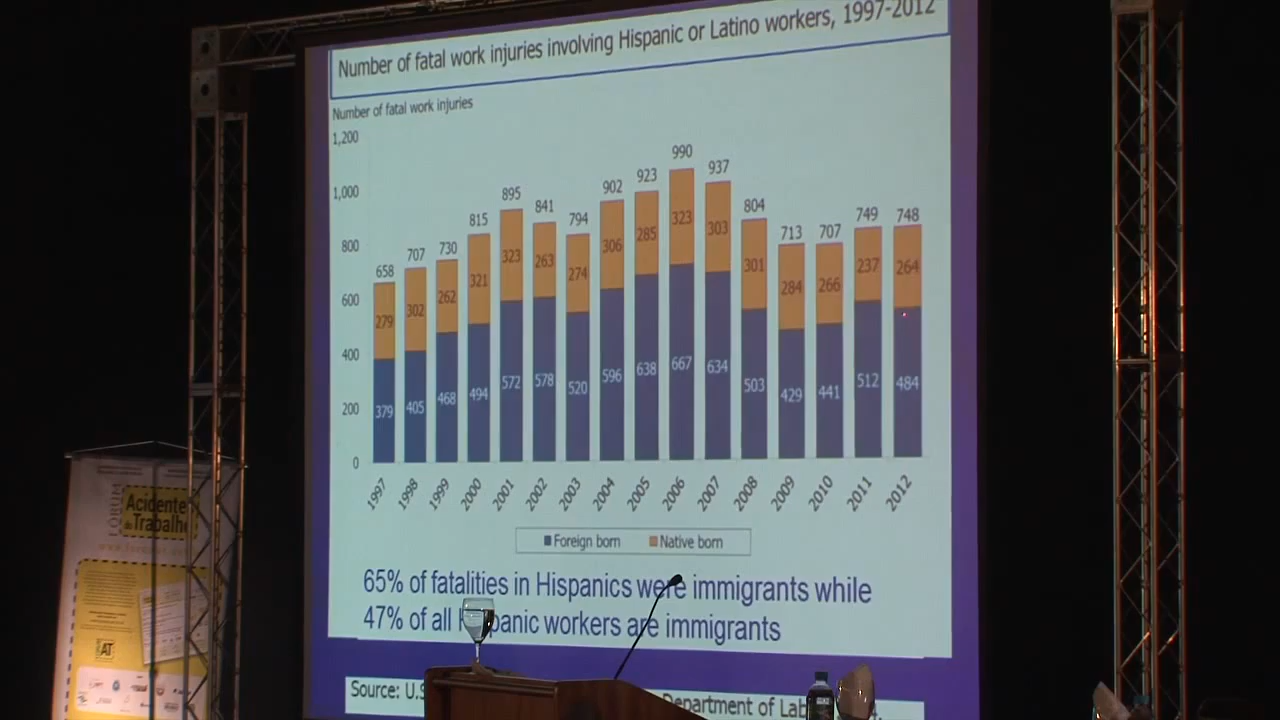 Number of fatal work injuries involving Hispanic or Latino workers, 1997-2012
Number of fatal work injuries
1,200
1,000
800
600
400
200
0
658 707 730 815 895 841 794 902 923 990 937 804 713 707 749 748
279 302 262 321 323 263 274 306 285 323 303 301 284 266 237 264
379 405 468 494 572 578 520 596 638 667 634 503 429 441 512 484
1997 1998 1999 2000 2001 2002 2003 2004 2005 2006 2007 2008 2009 2010 2011 2012
Foreign born Native born
65% of fatalities in Hispanics were immigrants while
47% of all Hispanic workers are immigrants
Source: U.S
Department of Lab
FÓRUM
Acidente
do Trabalho
AT